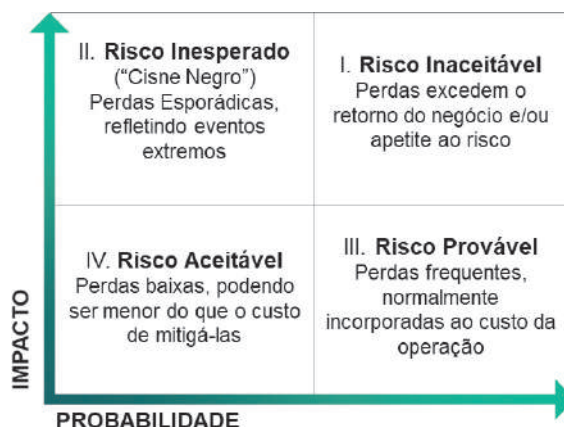 II. Risco Inesperado
("Cisne Negro")
Perdas Esporádicas,
refletindo eventos
extremos
I. Risco Inaceitável
Perdas excedem o
retorno do negócio e/ou
apetite ao risco
IV. Risco Aceitável
Perdas baixas, podendo
ser menor do que o custo
de mitigá-las
III. Risco Provável
Perdas frequentes,
normalmente
incorporadas ao custo da
operação
IMPACTO
PROBABILIDADE